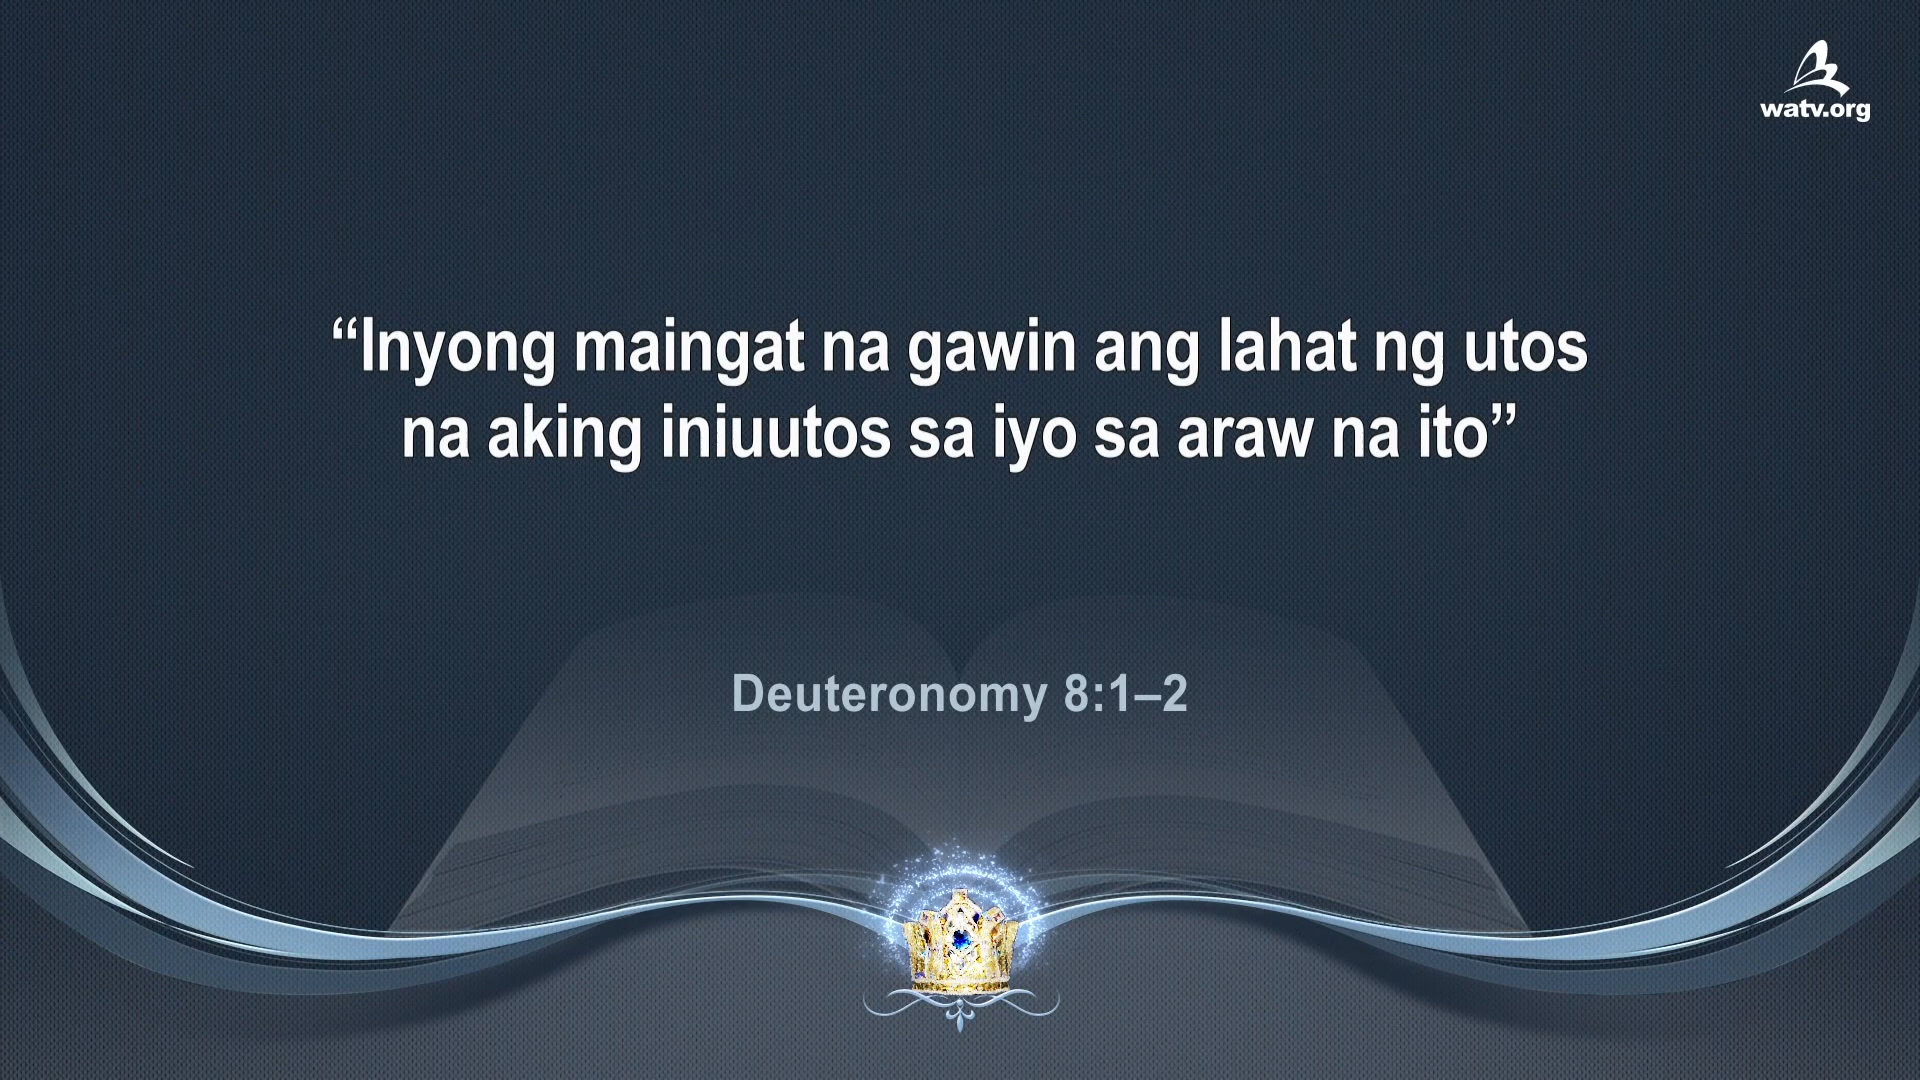 watv.org
“Inyong maingat na gawin ang lahat ng utos
na aking iniuutos sa iyo sa araw na ito”
Deuteronomy 8:1–2